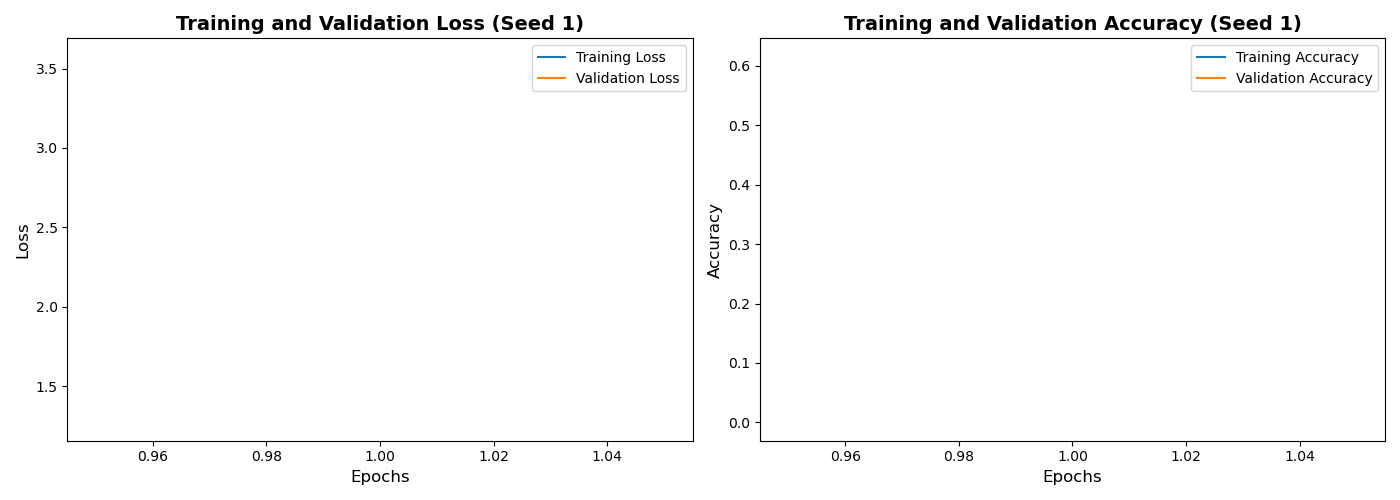 Training and Validation Loss (Seed 1)
Training Loss
Validation Loss
3.5
3.0
2.5
2.0
1.5
Loss
0.96
0.98
1.00
1.02
1.04
Epochs
Training and Validation Accuracy (Seed 1)
Training Accuracy
Validation Accuracy
0.6
0.5
0.4
0.3
0.2
0.1
0.0
Accuracy
0.96
0.98
1.00
1.02
1.04
Epochs